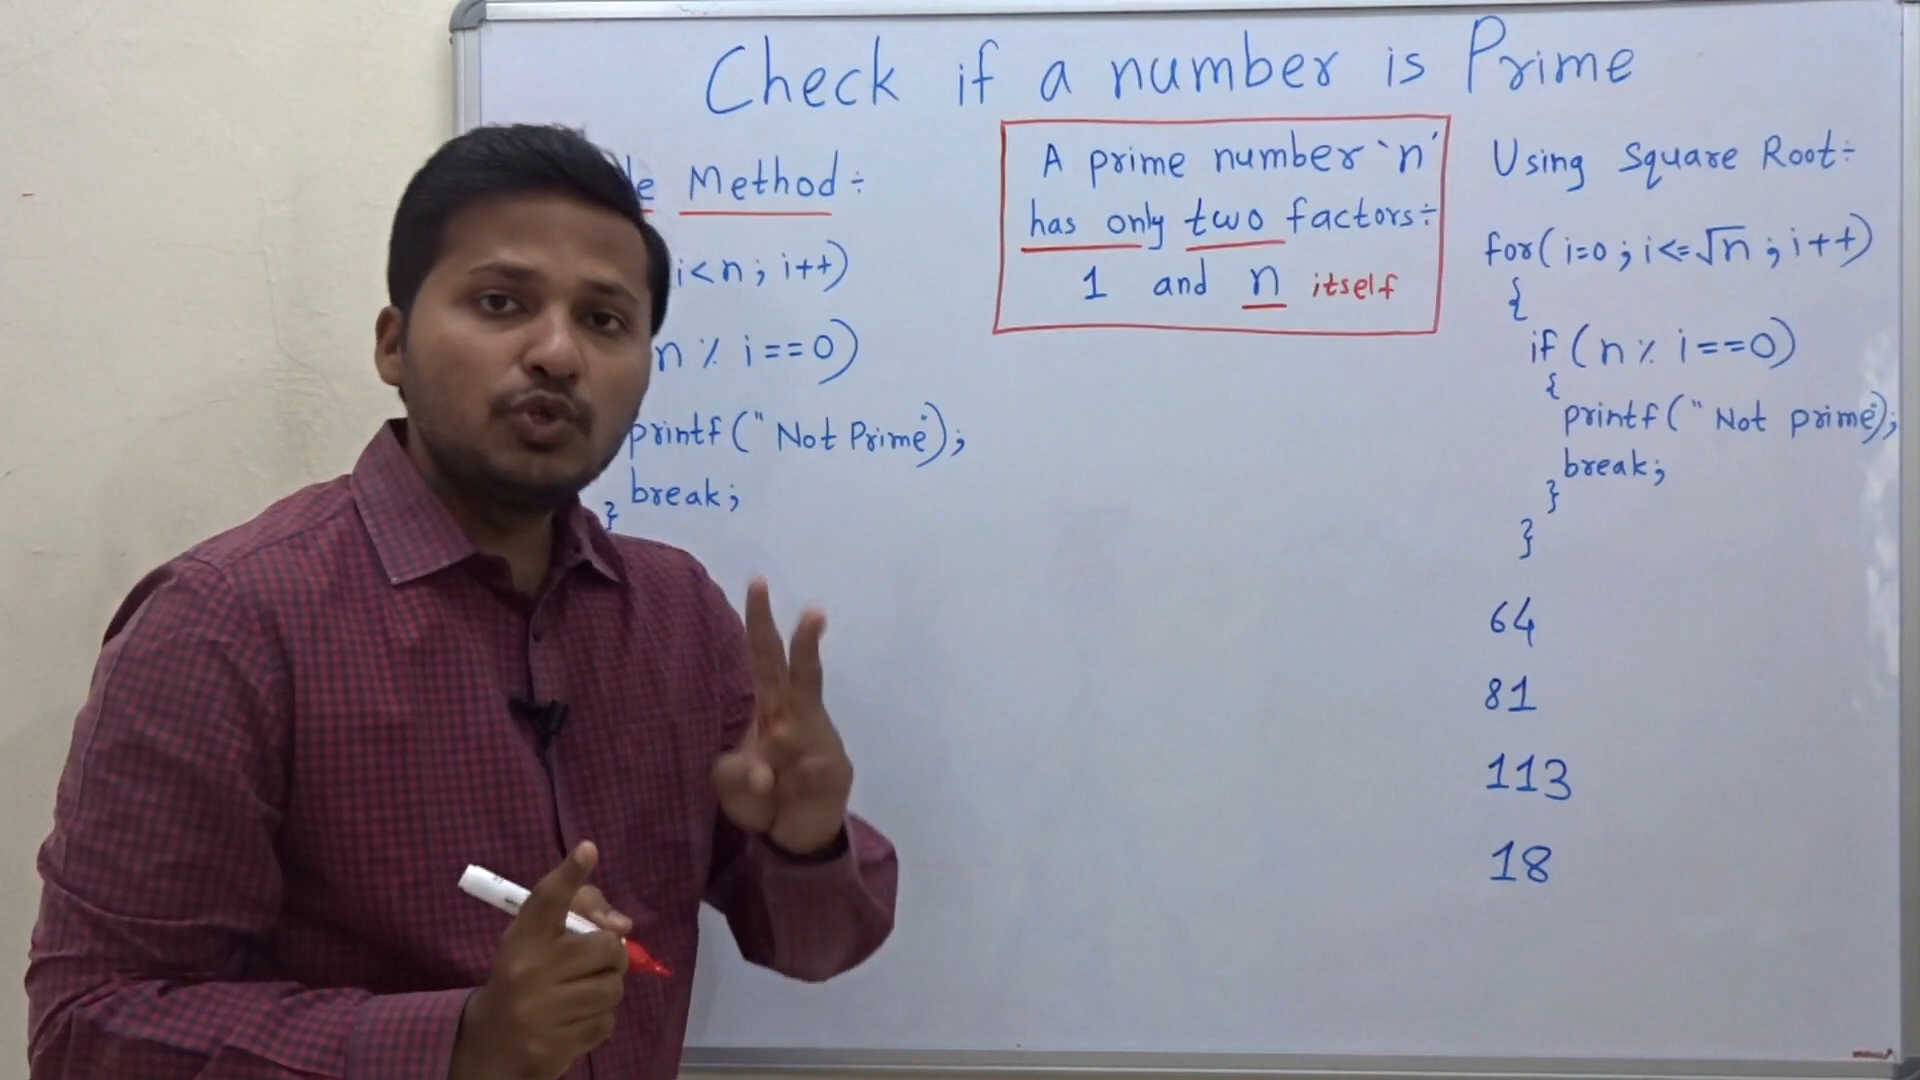 Check if a number is Prime
Method:
i<n; i++)
n % i==0)
printf("Not Prime");
break;
}
A prime number 'n'
has only two factors:
1 and n itself
Using Square Root:
for(i=0; i<=√n; i++)
{
if (n % i==0)
{
printf("Not prime");
break;
}
}
64
81
113
18